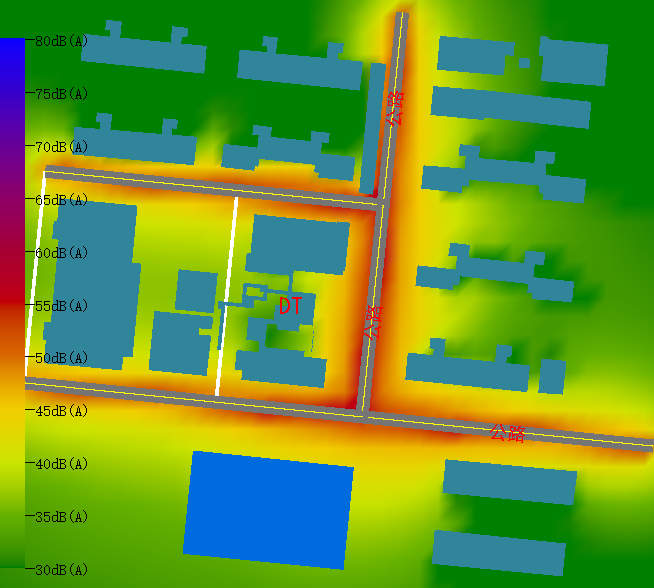 80dB(A)
75dB(A)
70dB(A)
65dB(A)
60dB(A)
55dB(A)
50dB(A)
45dB(A)
40dB(A)
35dB(A)
30dB(A)
公路
DT
公路
公路